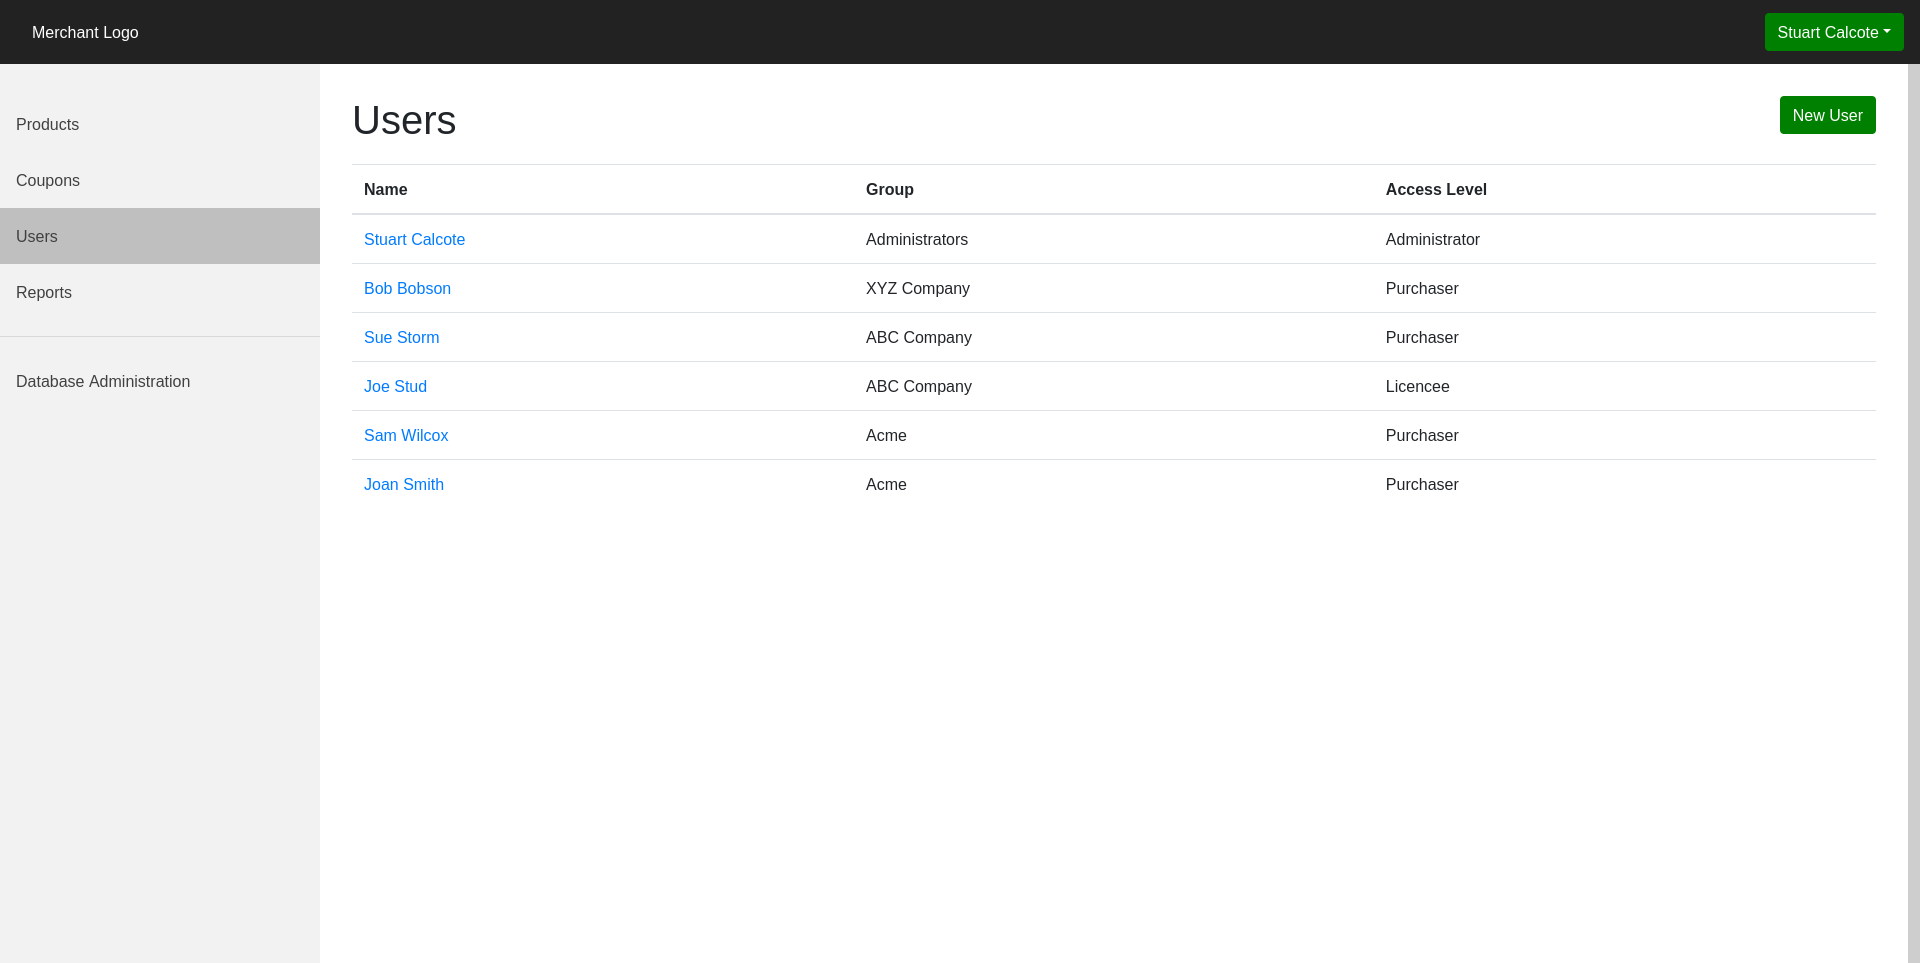 Merchant Logo
Stuart Calcote
Products
Coupons
Users
Reports
Database Administration
Users
New User
Name Group Access Level
Stuart Calcote Administrators Administrator
Bob Bobson XYZ Company Purchaser
Sue Storm ABC Company Purchaser
Joe Stud ABC Company Licencee
Sam Wilcox Acme Purchaser
Joan Smith Acme Purchaser